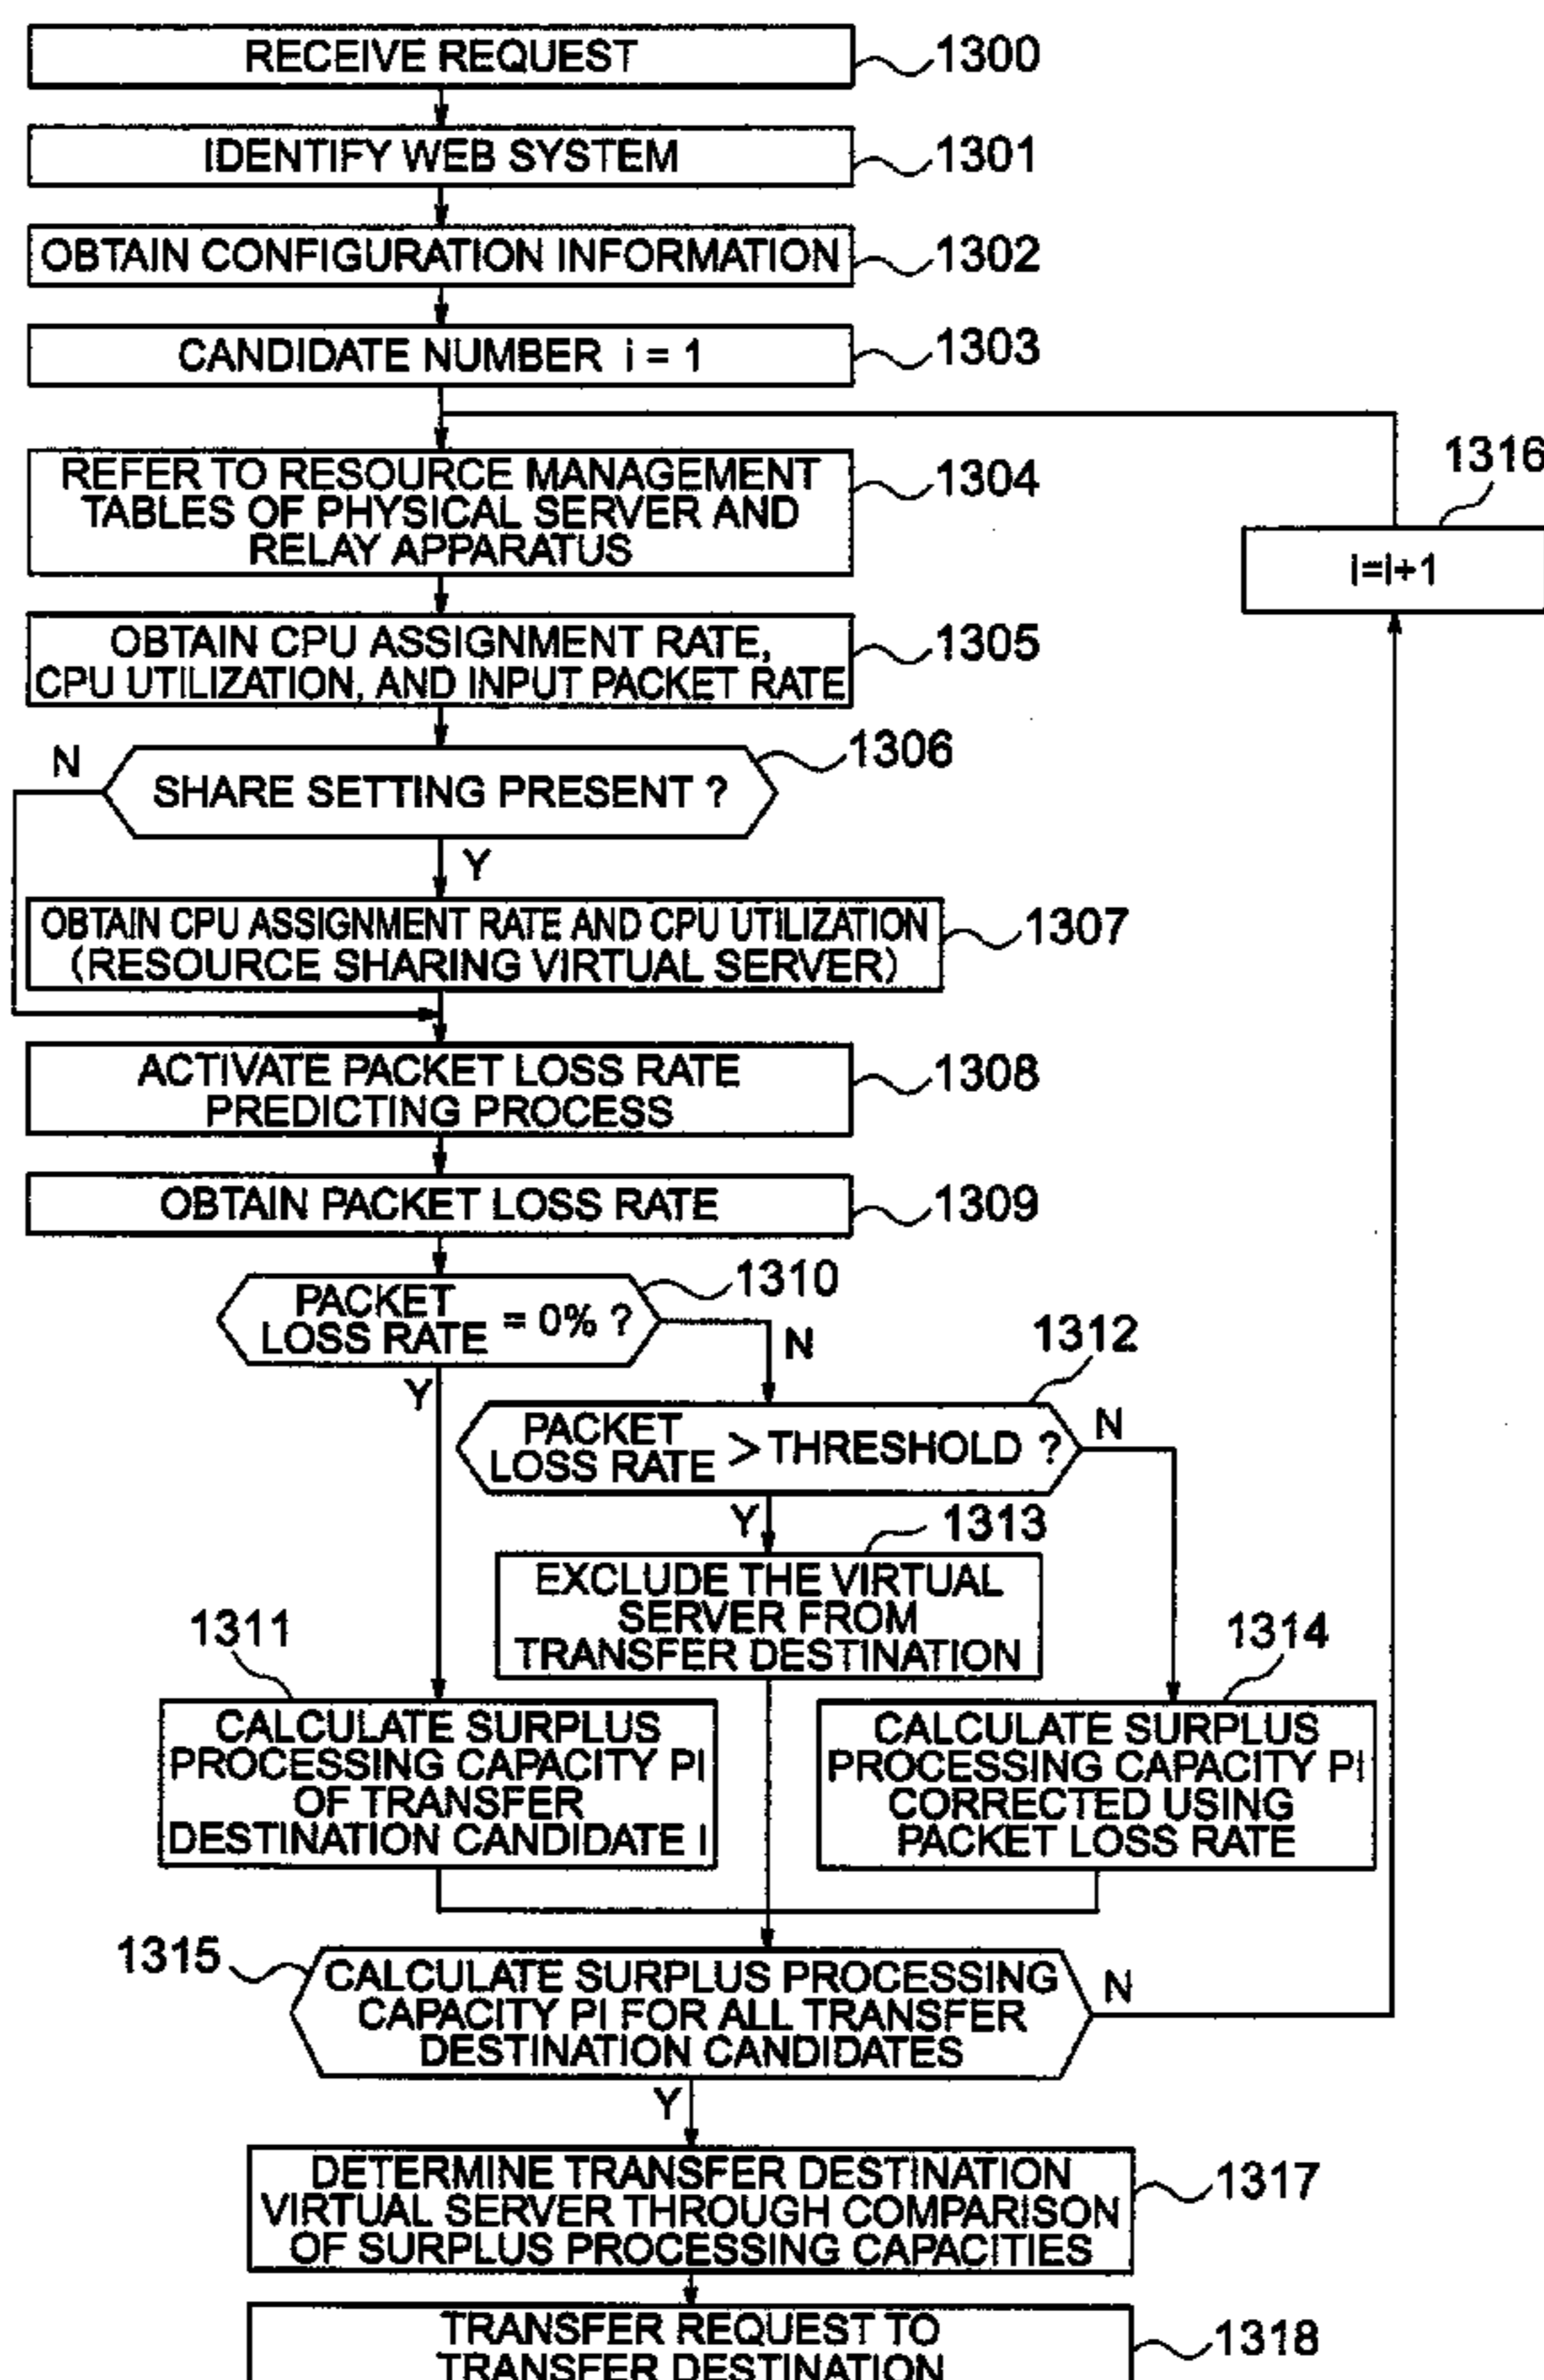 RECEIVE REQUEST
1300
IDENTIFY WEB SYSTEM
1301
OBTAIN CONFIGURATION INFORMATION
1302
CANDIDATE NUMBER i = 1
1303
REFER TO RESOURCE MANAGEMENT
TABLES OF PHYSICAL SERVER AND
RELAY APPARATUS
1304
1316
i=i+1
OBTAIN CPU ASSIGNMENT RATE,
CPU UTILIZATION, AND INPUT PACKET RATE
1305
N
SHARE SETTING PRESENT ?
1306
Y
OBTAIN CPU ASSIGNMENT RATE AND CPU UTILIZATION
(RESOURCE SHARING VIRTUAL SERVER)
1307
ACTIVATE PACKET LOSS RATE
PREDICTING PROCESS
1308
OBTAIN PACKET LOSS RATE
1309
PACKET
LOSS RATE = 0% ?
1310
N
Y
1312
PACKET
LOSS RATE > THRESHOLD ?
N
Y
1313
EXCLUDE THE VIRTUAL
SERVER FROM
TRANSFER DESTINATION
1311
CALCULATE SURPLUS
PROCESSING CAPACITY PI
OF TRANSFER
DESTINATION CANDIDATE I
1314
CALCULATE SURPLUS
PROCESSING CAPACITY PI
CORRECTED USING
PACKET LOSS RATE
1315
CALCULATE SURPLUS PROCESSING
CAPACITY PI FOR ALL TRANSFER
DESTINATION CANDIDATES
N
Y
DETERMINE TRANSFER DESTINATION
VIRTUAL SERVER THROUGH COMPARISON
OF SURPLUS PROCESSING CAPACITIES
1317
TRANSFER REQUEST TO
TRANSFER DESTINATION
1318